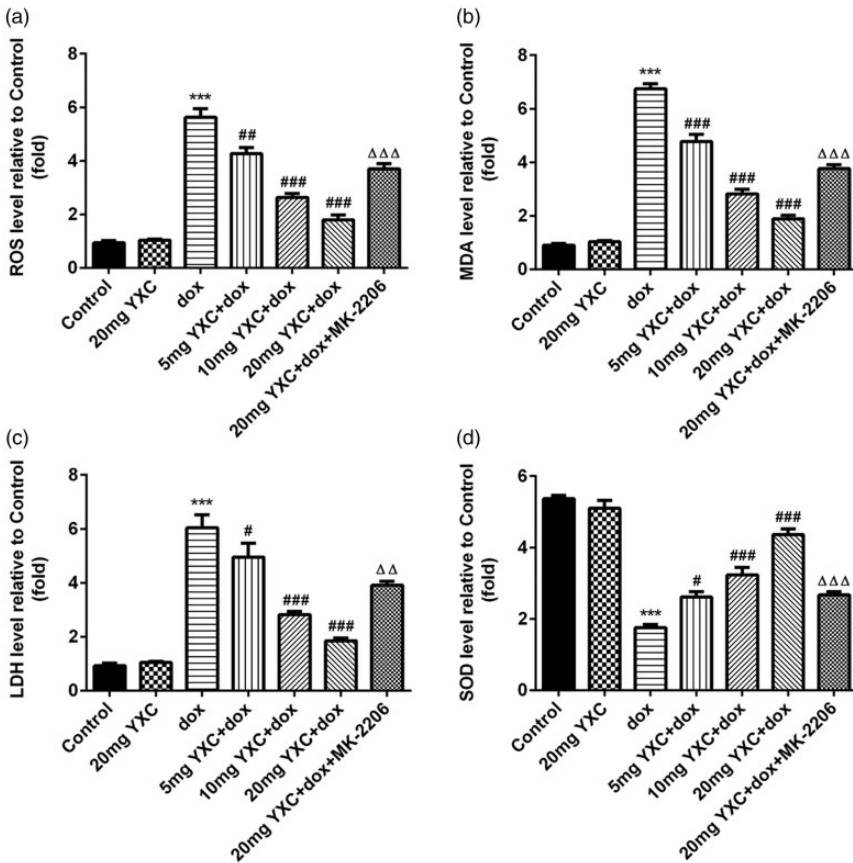 (a)
ROS level relative to Control
(fold)
8
6
4
2
0
***
##
###
###
ΔΔΔ
Control
20mg YXC
dox
5mg YXC+dox
10mg YXC+dox
20mg YXC+dox
20mg YXC+dox+MK-2206
(b)
MDA level relative to Control
(fold)
8
6
4
2
0
***
###
###
###
ΔΔΔ
Control
20mg YXC
dox
5mg YXC+dox
10mg YXC+dox
20mg YXC+dox
20mg YXC+dox+MK-2206
(c)
LDH level relative to Control
(fold)
8
6
4
2
0
***
#
###
###
ΔΔ
Control
20mg YXC
dox
5mg YXC+dox
10mg YXC+dox
20mg YXC+dox
20mg YXC+dox+MK-2206
(d)
SOD level relative to Control
(fold)
6
4
2
0
***
#
###
###
ΔΔΔ
Control
20mg YXC
dox
5mg YXC+dox
10mg YXC+dox
20mg YXC+dox
20mg YXC+dox+MK-2206